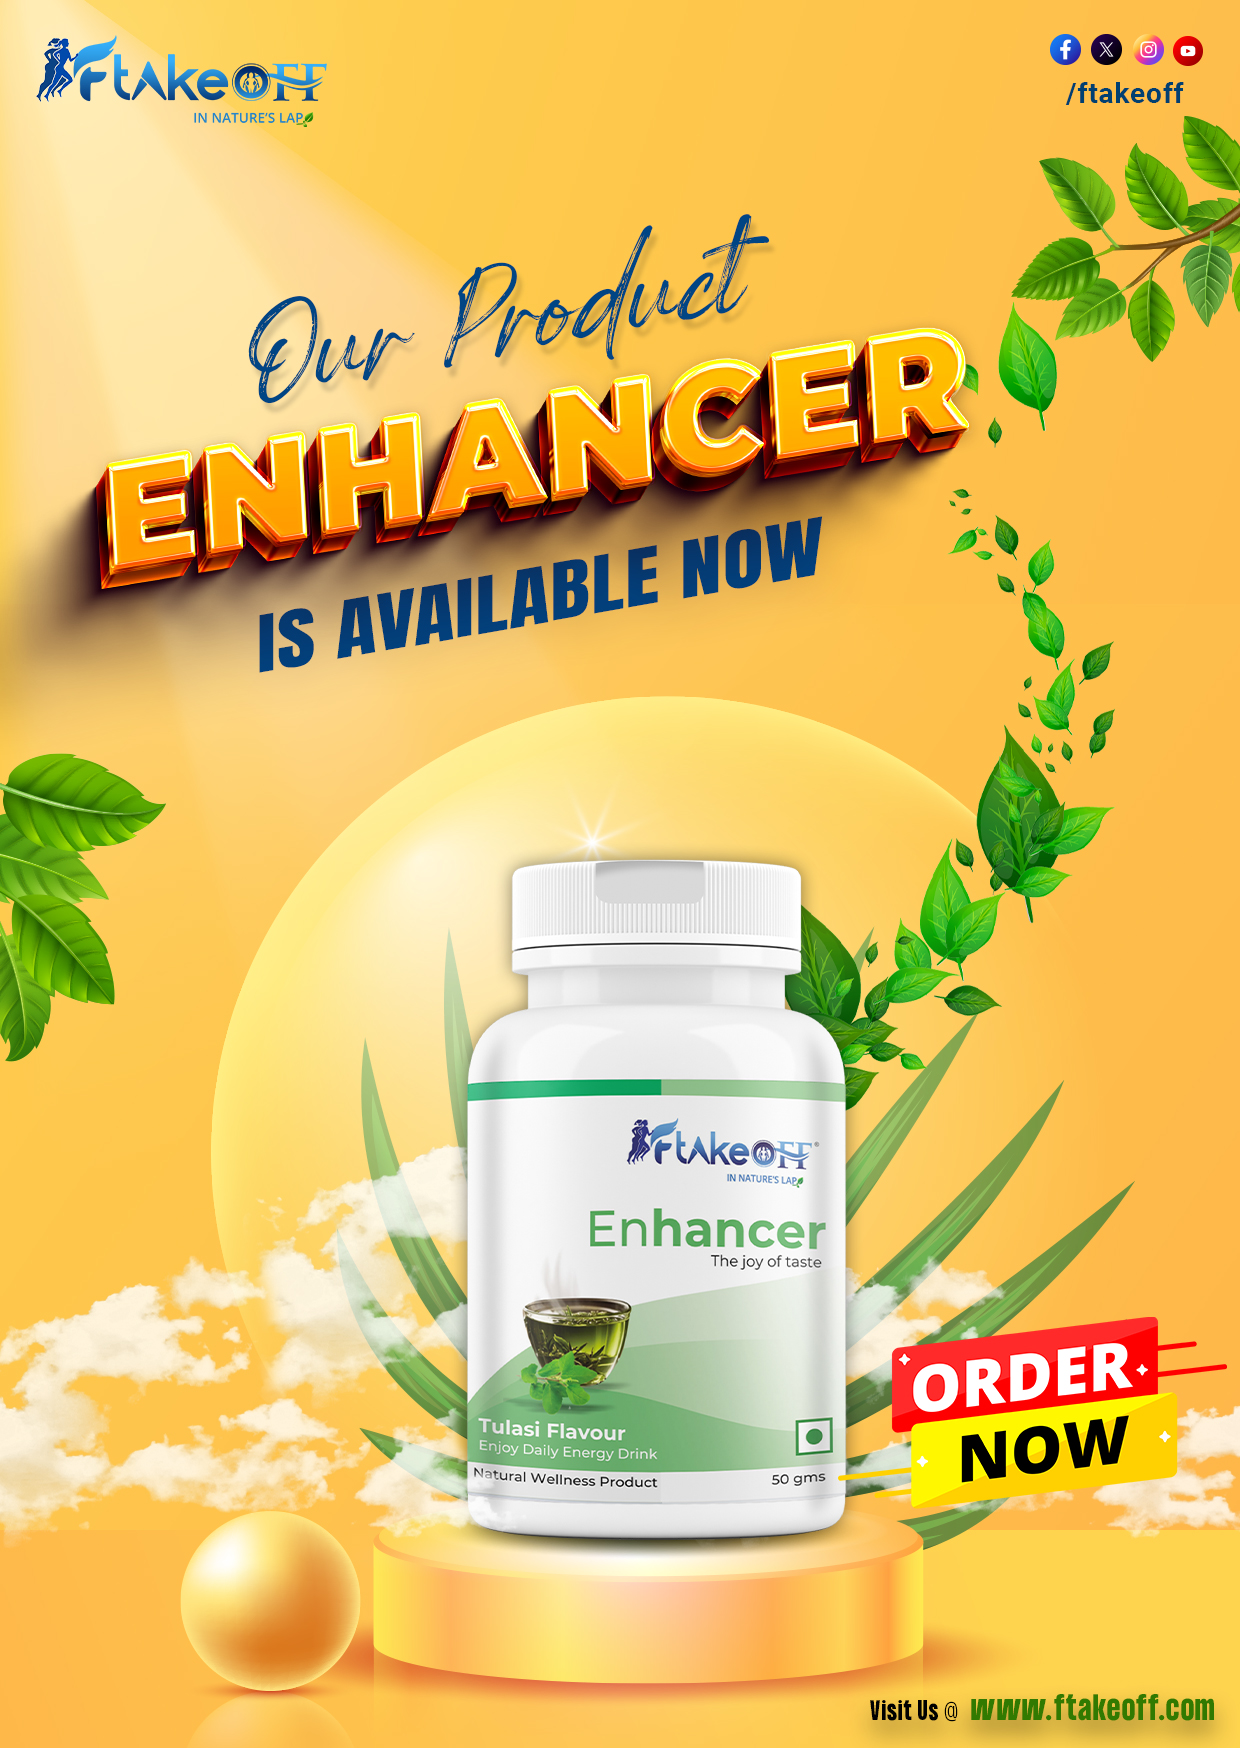 FtakeOFF
IN NATURE'S LAP
/ftakeoff
Our Product
ENHANCER
IS AVAILABLE NOW
FtakeOFF®
IN NATURE'S LAP
Enhancer
The joy of taste
Tulasi Flavour
Enjoy Daily Energy Drink
Natural Wellness Product
50 gms
ORDER
NOW
Visit Us @ www.ftakeoff.com